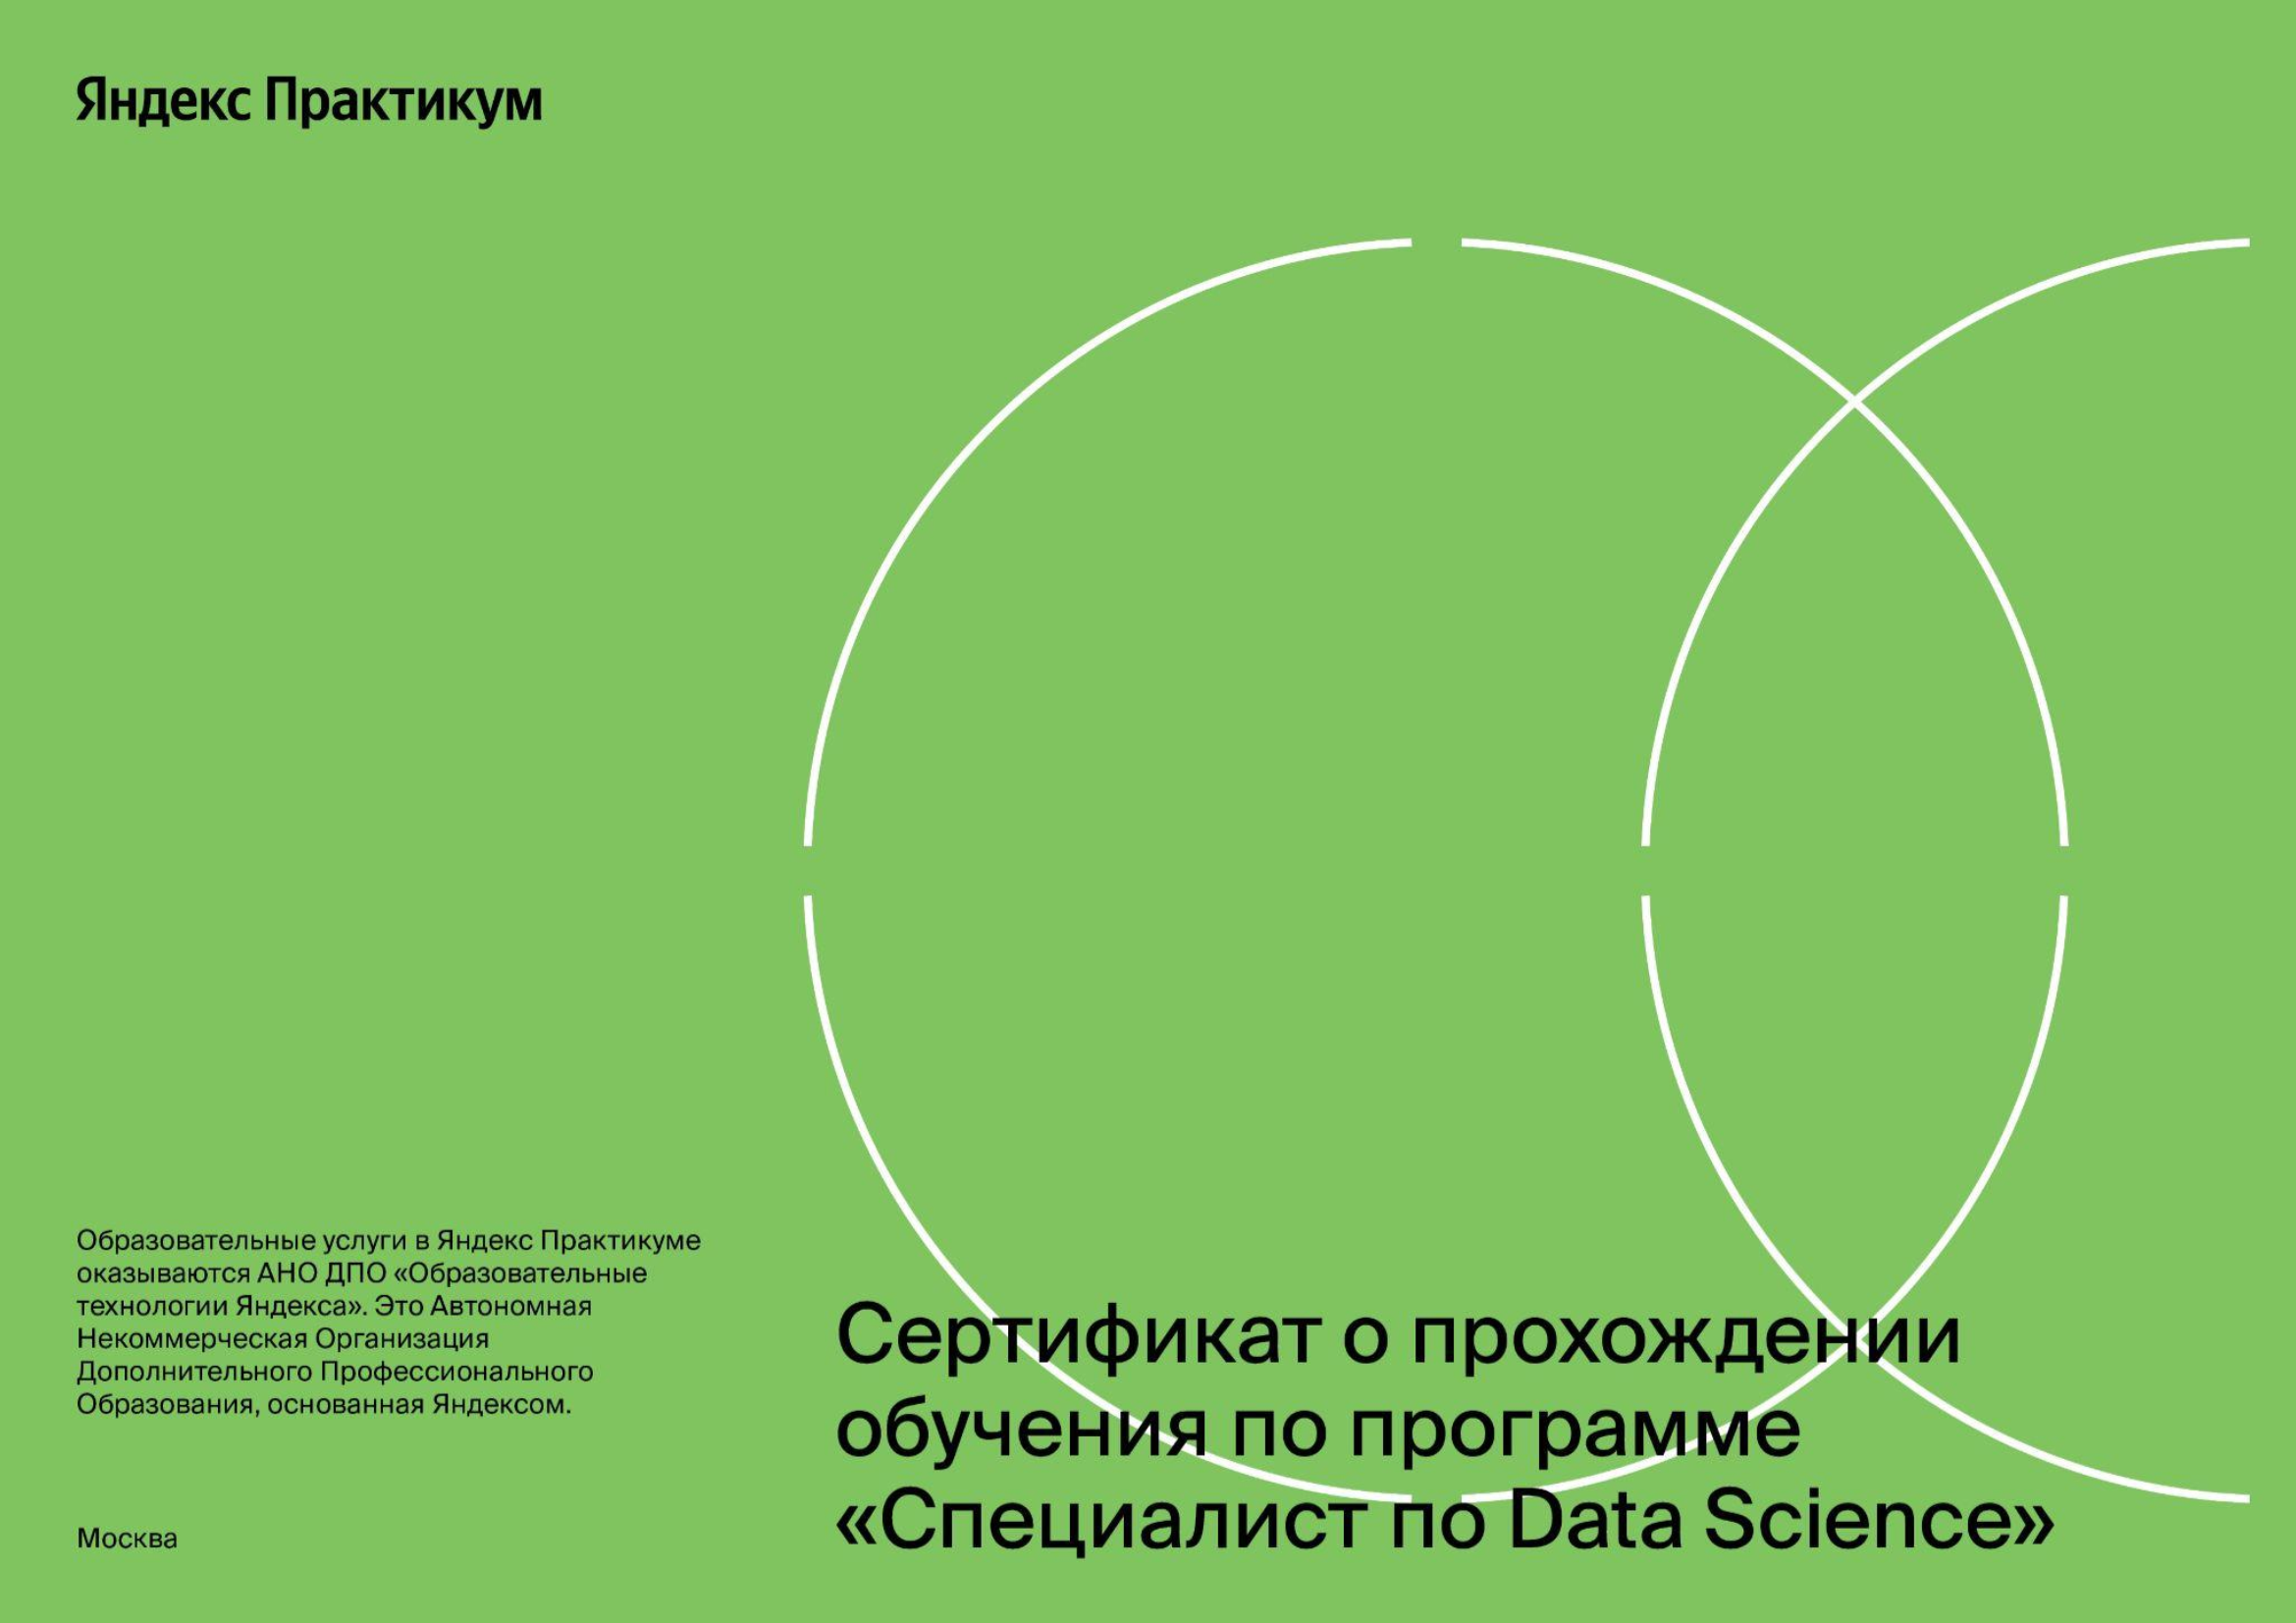 Яндекс Практикум
Образовательные услуги в Яндекс Практикуме
оказываются АНО ДПО «Образовательные
технологии Яндекса». Это Автономная
Некоммерческая Организация
Дополнительного Профессионального
Образования, основанная Яндексом.
Москва
Сертификат о прохождении
обучения по программе
«Специалист по Data Science»